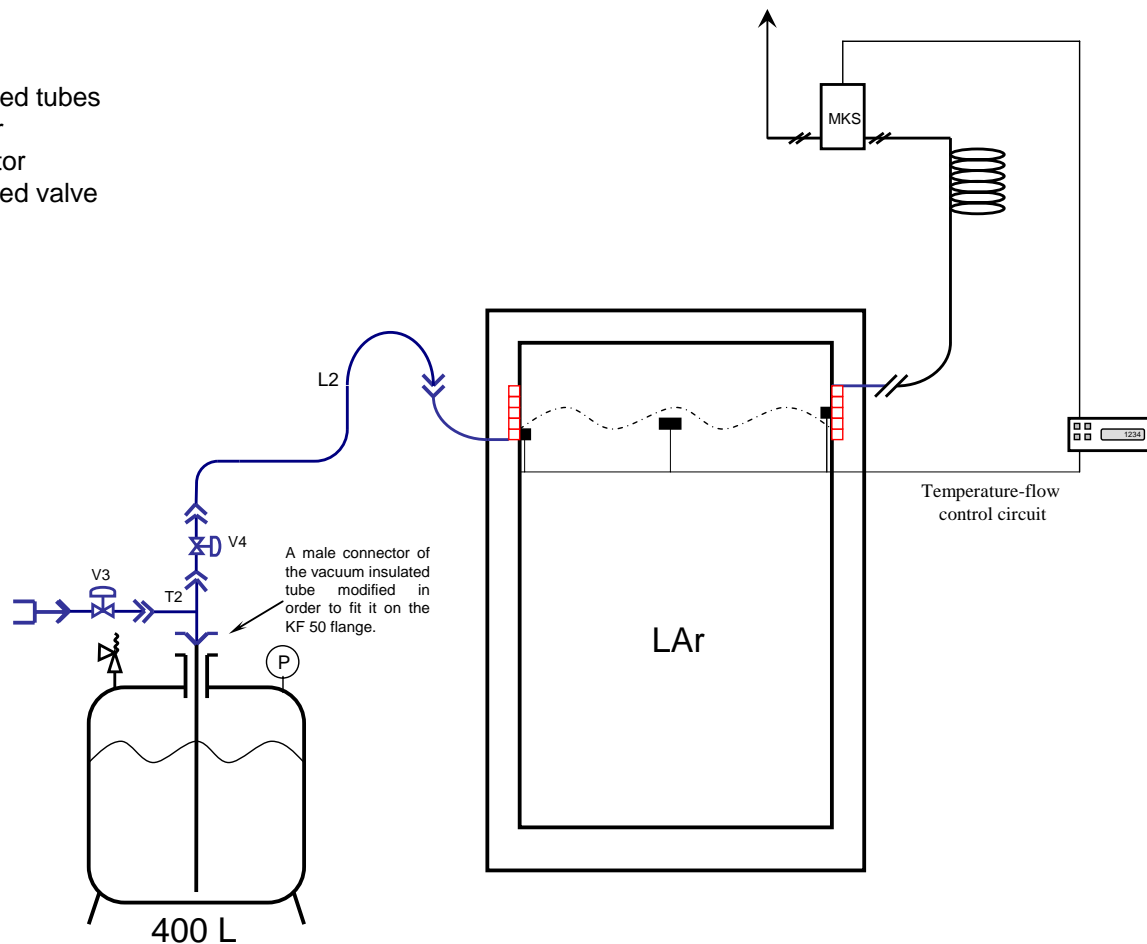 ed tubes
r
tor
ed valve
MKS
L2
1234
Temperature-flow
control circuit
V4
A male connector of
the vacuum insulated
tube modified in
order to fit it on the
KF 50 flange.
V3
T2
LAr
P
400 L